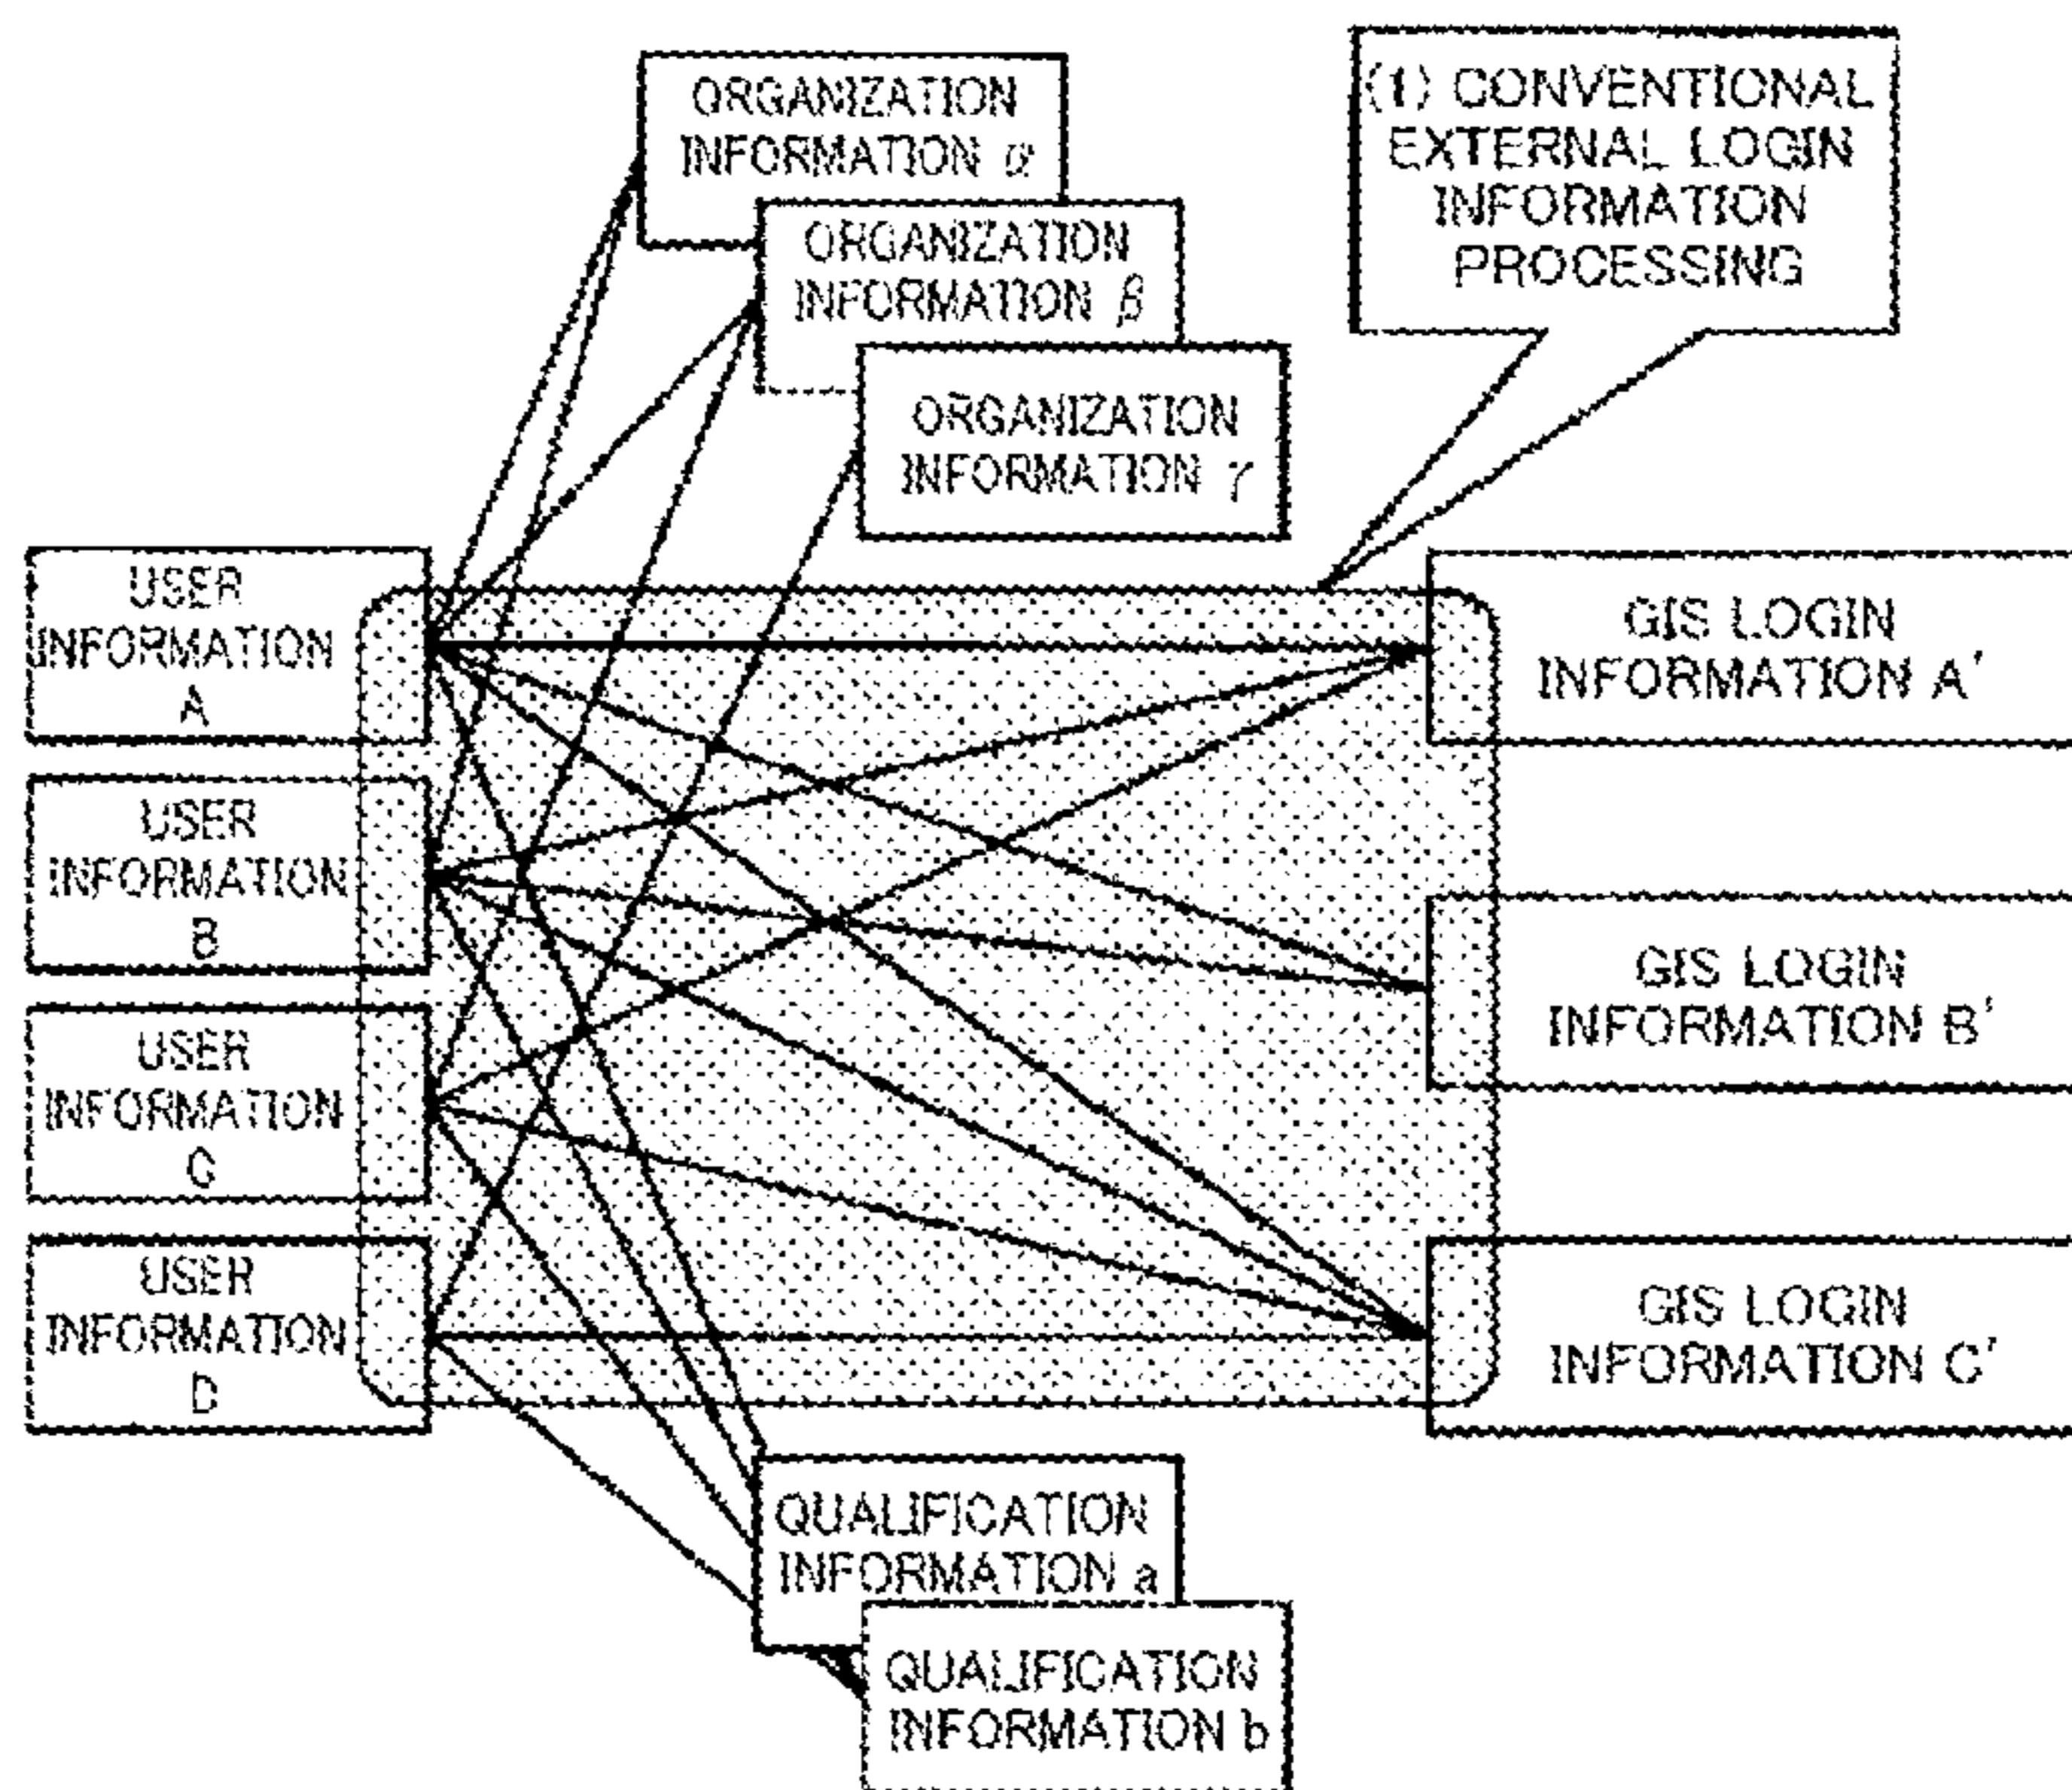 ORGANIZATION
INFORMATION α
ORGANIZATION
INFORMATION β
ORGANIZATION
INFORMATION γ
(1) CONVENTIONAL
EXTERNAL LOGIN
INFORMATION
PROCESSING
USER
INFORMATION
A
USER
INFORMATION
B
USER
INFORMATION
C
USER
INFORMATION
D
GIS LOGIN
INFORMATION A'
GIS LOGIN
INFORMATION B'
GIS LOGIN
INFORMATION C'
QUALIFICATION
INFORMATION a
QUALIFICATION
INFORMATION b